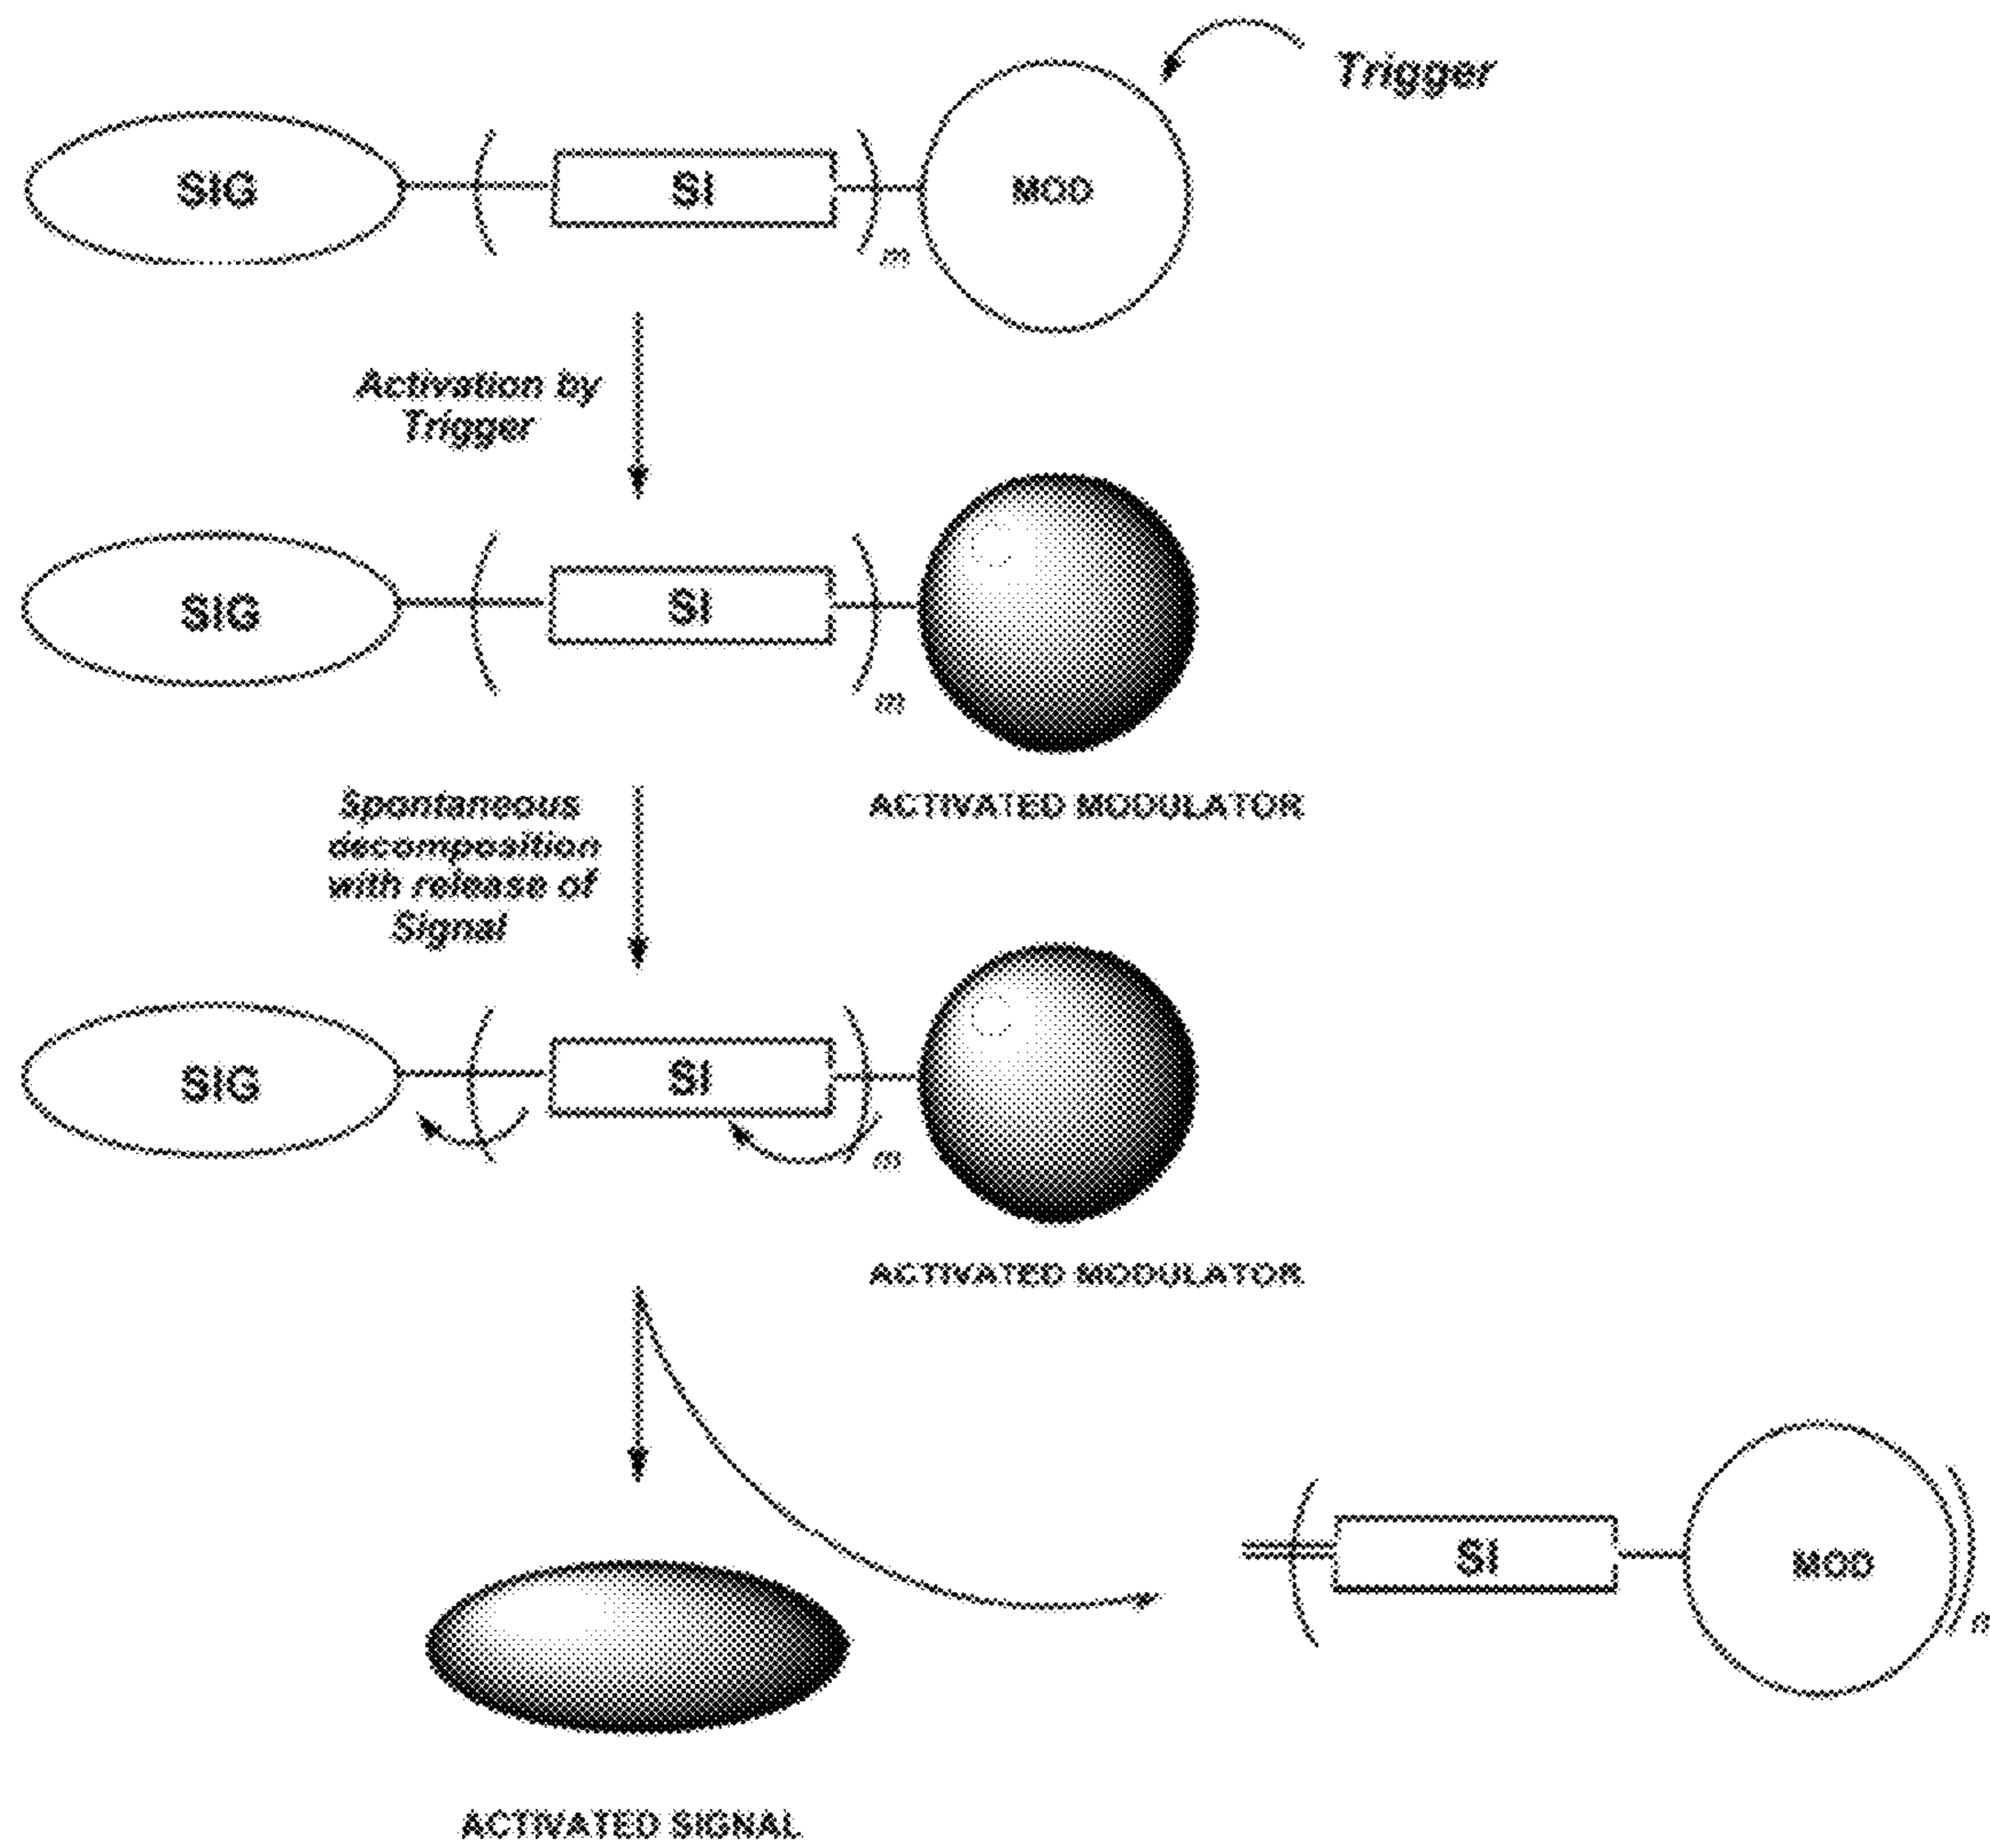 Trigger
SIG
SI
MOD
m
Activation by
Trigger
SIG
SI
m
ACTIVATED MODULATOR
Spontaneous
decomposition
with release of
Signal
SIG
SI
m
ACTIVATED MODULATOR
SI
MOD
n
ACTIVATED SIGNAL